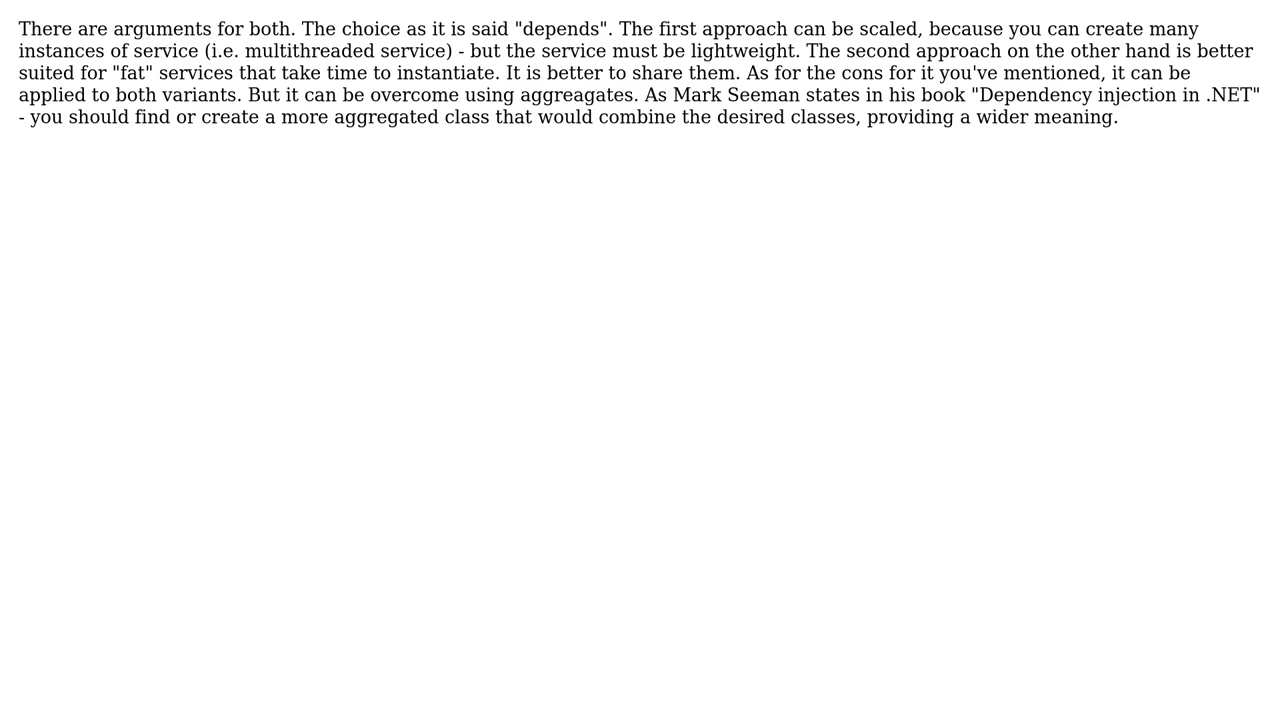 There are arguments for both. The choice as it is said "depends". The first approach can be scaled, because you can create many
instances of service (i.e. multithreaded service) - but the service must be lightweight. The second approach on the other hand is better
suited for "fat" services that take time to instantiate. It is better to share them. As for the cons for it you've mentioned, it can be
applied to both variants. But it can be overcome using aggreagates. As Mark Seeman states in his book "Dependency injection in .NET"
- you should find or create a more aggregated class that would combine the desired classes, providing a wider meaning.